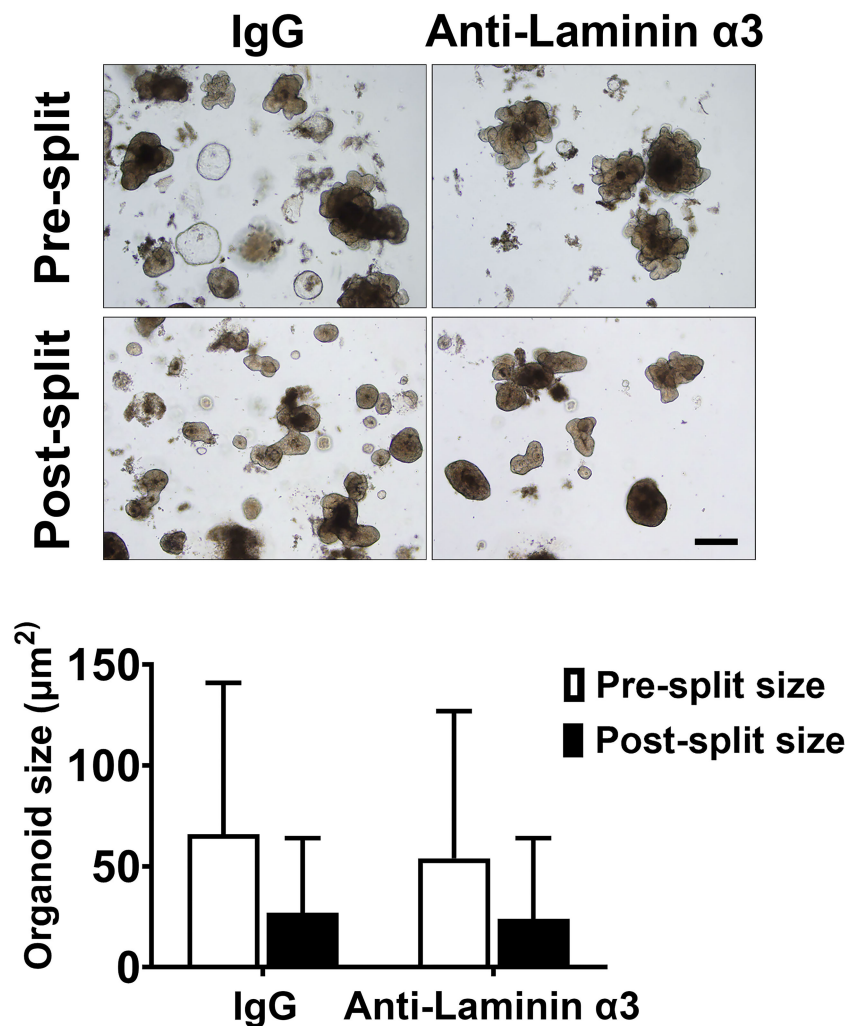 IgG Anti-Laminin α3
Pre-split
Post-split
Organoid size (µm²)
150
100
50
0
Pre-split size
Post-split size
IgG Anti-Laminin α3